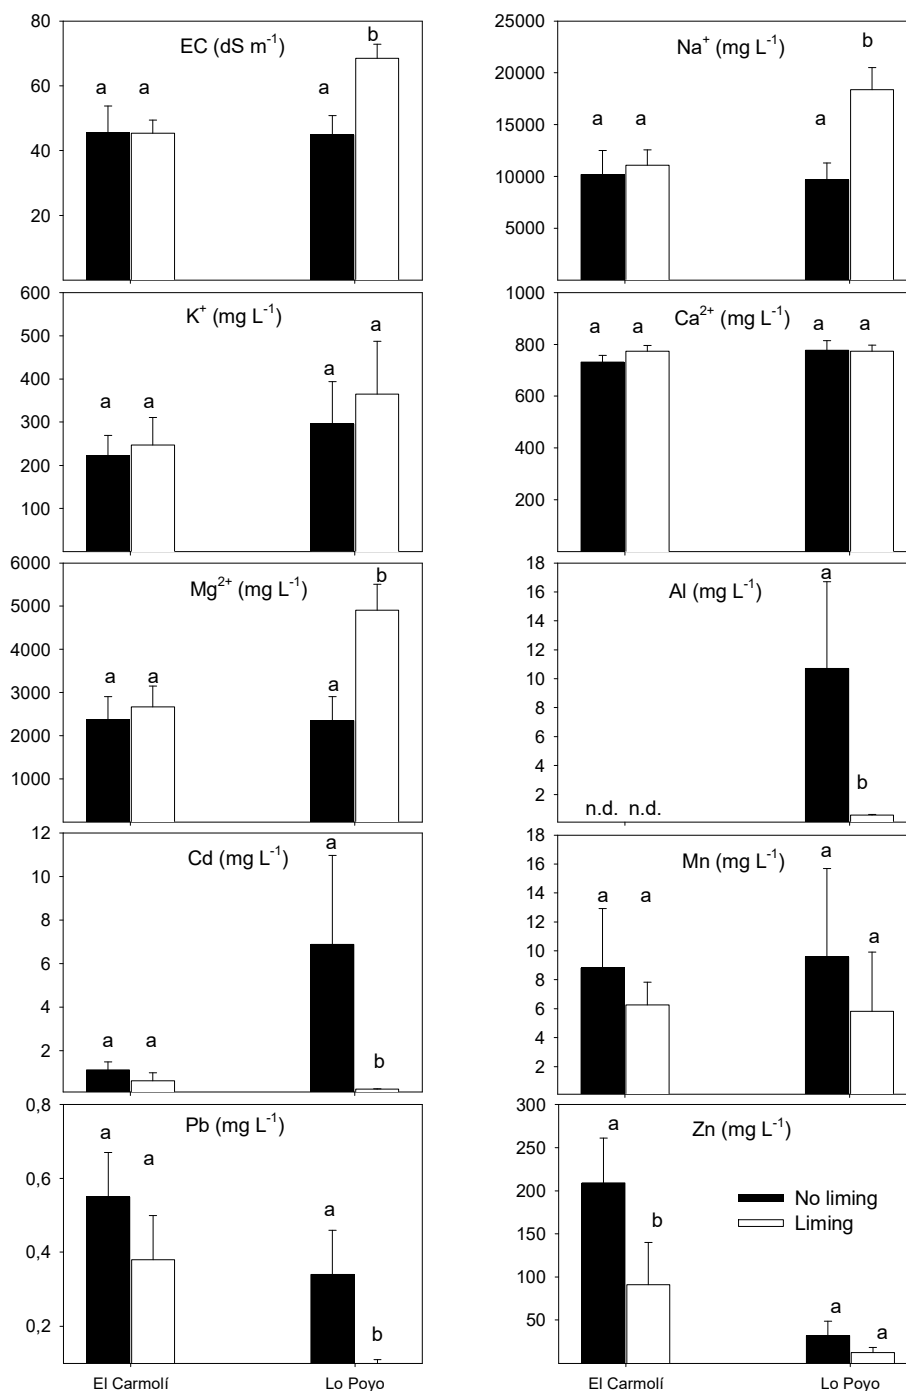 EC (dS m⁻¹)
80
60
40
20
a a a b
Na⁺ (mg L⁻¹)
25000
20000
15000
10000
5000
a a a b
K⁺ (mg L⁻¹)
600
500
400
300
200
100
a a a a
Ca²⁺ (mg L⁻¹)
1000
800
600
400
200
a a a a
Mg²⁺ (mg L⁻¹)
6000
5000
4000
3000
2000
1000
a a a b
Al (mg L⁻¹)
18
16
14
12
10
8
6
4
2
n.d. n.d. a b
Cd (mg L⁻¹)
12
10
8
6
4
2
a a a b
Mn (mg L⁻¹)
18
16
14
12
10
8
6
4
2
a a a a
Pb (mg L⁻¹)
0,8
0,6
0,4
0,2
a a a b
El Carmolí Lo Poyo
Zn (mg L⁻¹)
300
250
200
150
100
50
a b a a
No liming
Liming
El Carmolí Lo Poyo